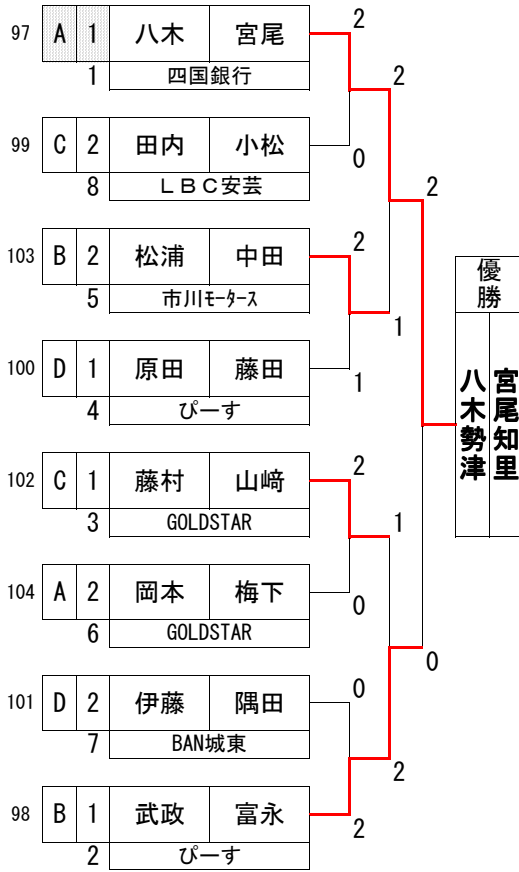 97 A 1 八木 宮尾 2
1 四国銀行 2
99 C 2 田内 小松 0
8 ＬＢＣ安芸 2
103 B 2 松浦 中田 2
5 市川ﾓｰﾀｰｽ 1
100 D 1 原田 藤田 1
4 ぴーす
102 C 1 藤村 山﨑 2
3 GOLDSTAR 1
104 A 2 岡本 梅下 0
6 GOLDSTAR 0
101 D 2 伊藤 隅田 0
7 BAN城東 2
98 B 1 武政 富永 2
2 ぴーす
優勝
宮尾知里
八木勢津